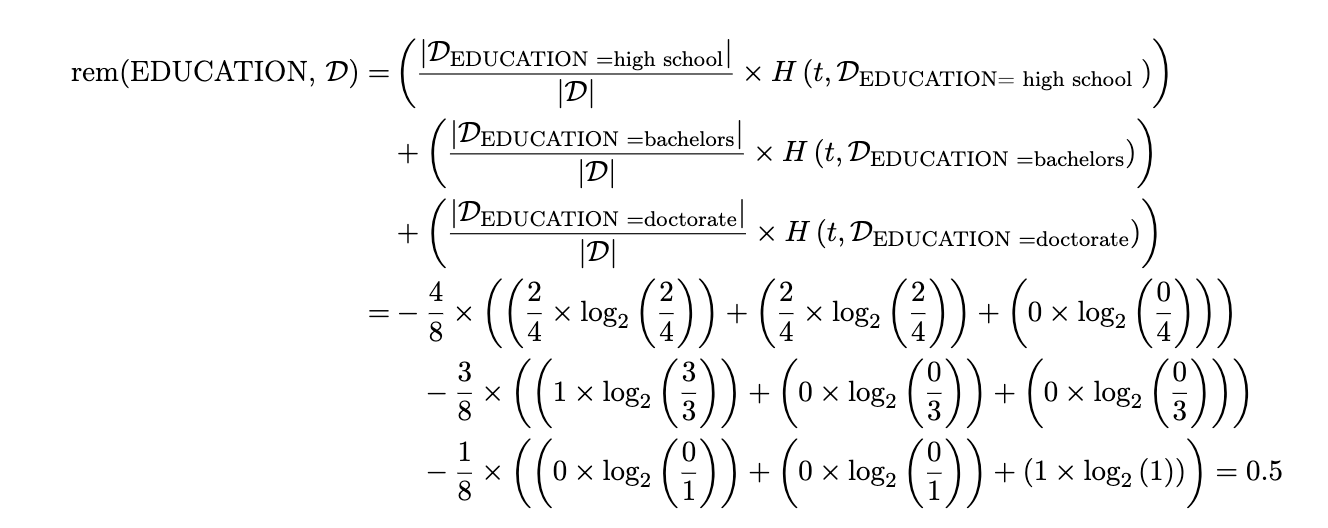 rem(EDUCATION, 𝒟) = (|𝒟_EDUCATION =high school| / |𝒟| × H (t, 𝒟_EDUCATION= high school ))
+ (|𝒟_EDUCATION =bachelors| / |𝒟| × H (t, 𝒟_EDUCATION =bachelors))
+ (|𝒟_EDUCATION =doctorate| / |𝒟| × H (t, 𝒟_EDUCATION =doctorate))
= − 4/8 × ((2/4 × log₂ (2/4)) + (2/4 × log₂ (2/4)) + (0 × log₂ (0/4)))
− 3/8 × ((1 × log₂ (3/3)) + (0 × log₂ (0/3)) + (0 × log₂ (0/3)))
− 1/8 × ((0 × log₂ (0/1)) + (0 × log₂ (0/1)) + (1 × log₂ (1))) = 0.5